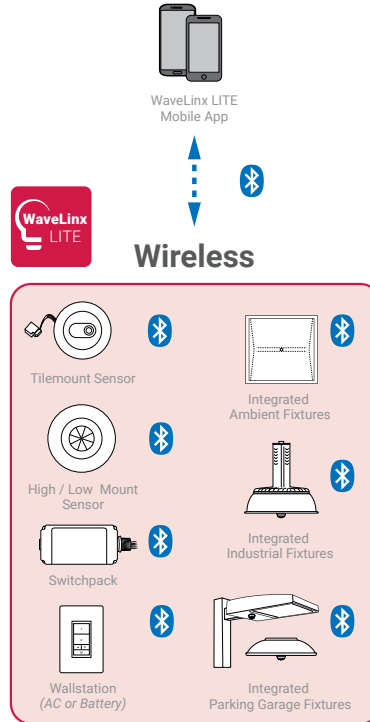 WaveLinx LITE
Mobile App
WaveLinx
LITE
Wireless
Tilemount Sensor
Integrated
Ambient Fixtures
High / Low Mount
Sensor
Integrated
Industrial Fixtures
Switchpack
Wallstation
(AC or Battery)
Integrated
Parking Garage Fixtures